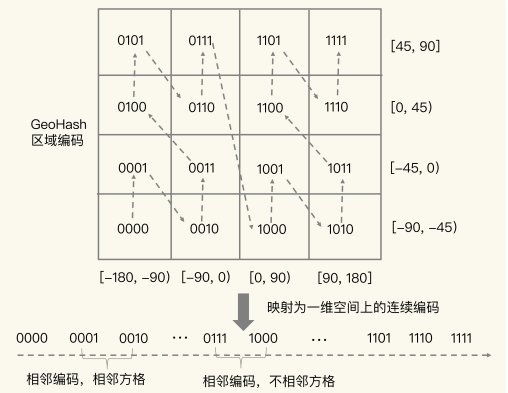 0101 0111 1101 1111 [45, 90]
0100 0110 1100 1110 [0, 45)
GeoHash
区域编码
0001 0011 1001 1011 [−45, 0)
0000 0010 1000 1010 [−90, −45)
[−180, −90) [−90, 0) [0, 90) [90, 180]
映射为一维空间上的连续编码
0000 0001 0010 ... 0111 1000 ... 1101 1110 1111
相邻编码，相邻方格 相邻编码，不相邻方格